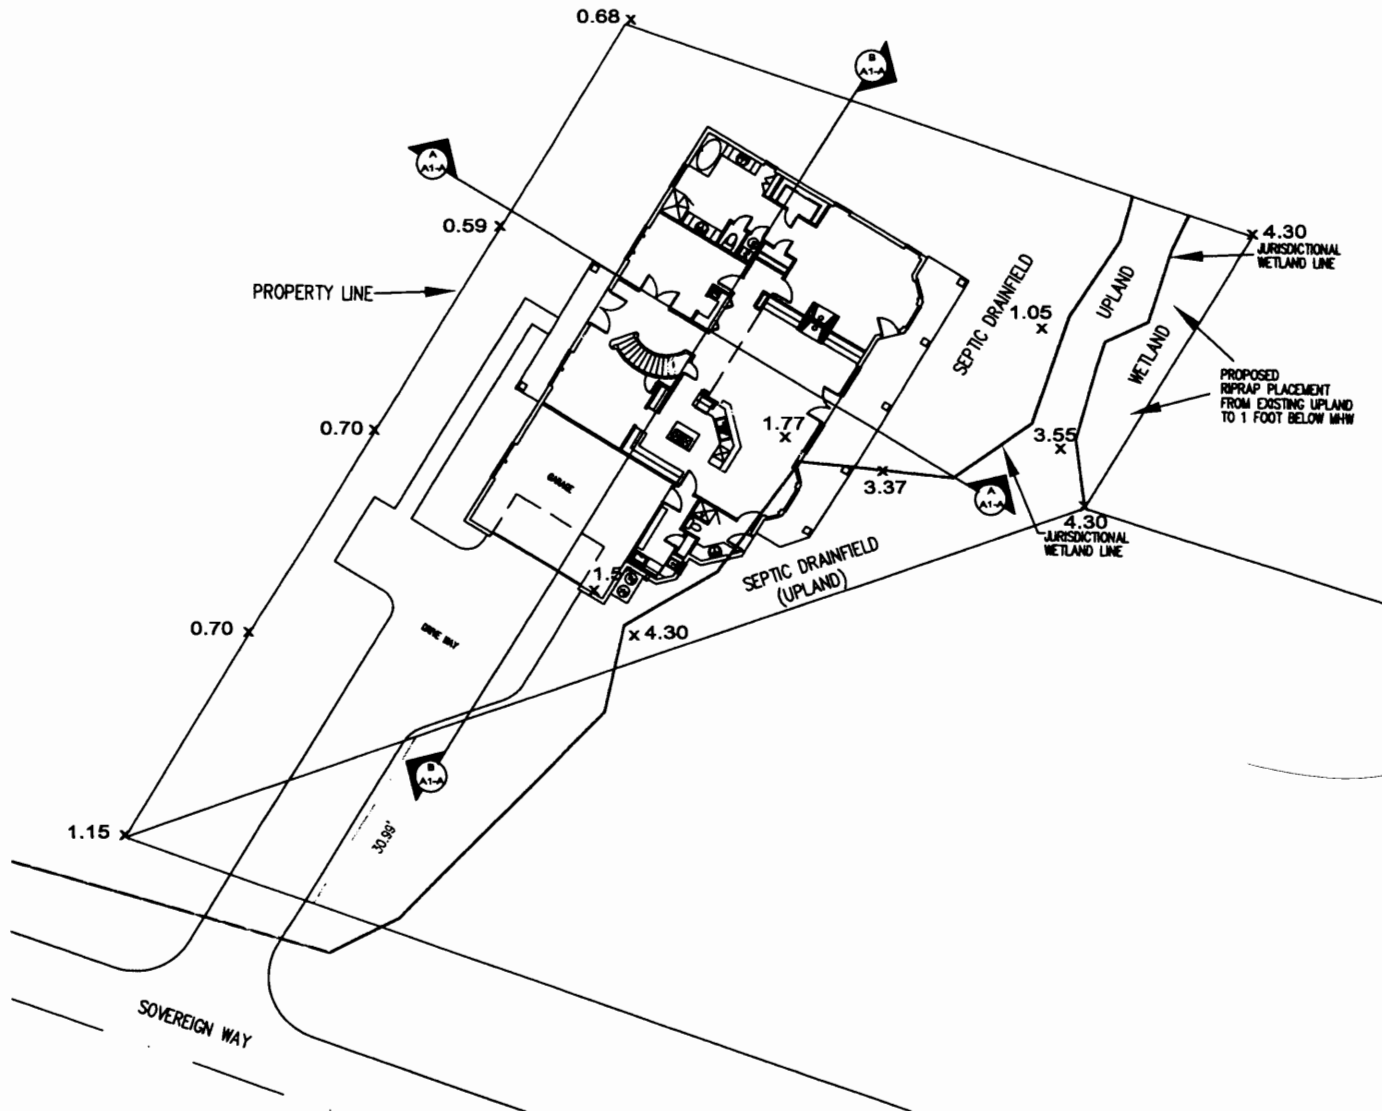 0.68
B
A1-A
A
A1-A
0.59
4.30
JURISDICTIONAL
WETLAND LINE
PROPERTY LINE
SEPTIC DRAINFIELD
UPLAND
1.05
WETLAND
PROPOSED
RIPRAP PLACEMENT
FROM EXISTING UPLAND
TO 1 FOOT BELOW MHW
0.70
1.77
3.55
3.37
GARAGE
A
A1-A
4.30
JURISDICTIONAL
WETLAND LINE
SEPTIC DRAINFIELD
(UPLAND)
1.5
0.70
DRIVE WAY
4.30
B
A1-A
1.15
30.99'
SOVEREIGN WAY